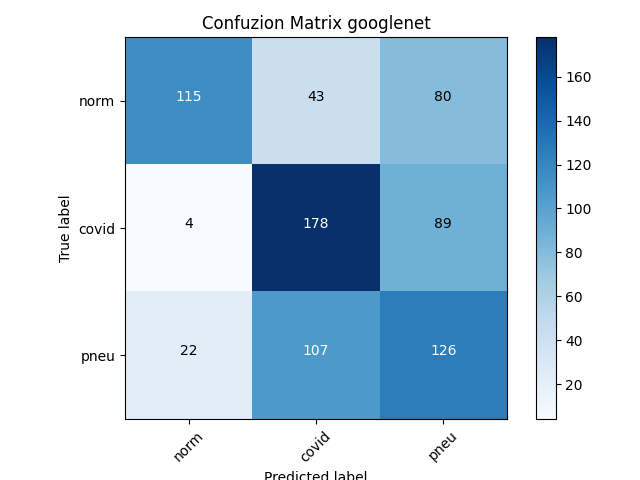 Confuzion Matrix googlenet
norm 115 43 80
covid 4 178 89
pneu 22 107 126
norm covid pneu
True label
Predicted label
160
140
120
100
80
60
40
20